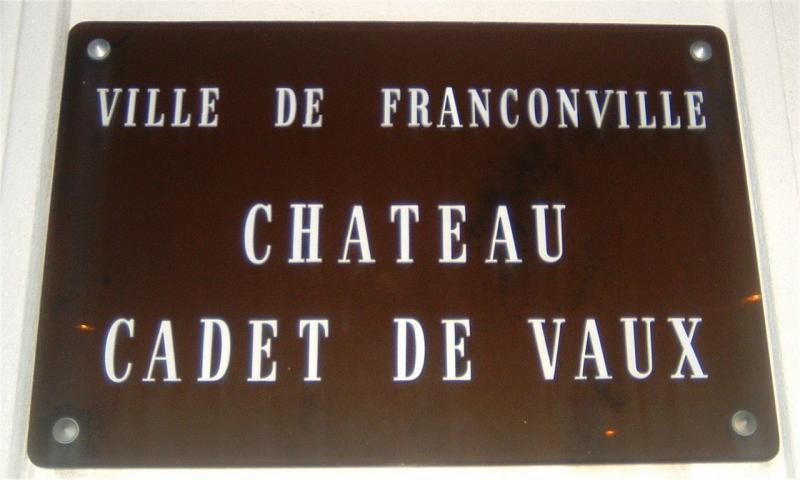 VILLE DE FRANCONVILLE
CHATEAU
CADET DE VAUX